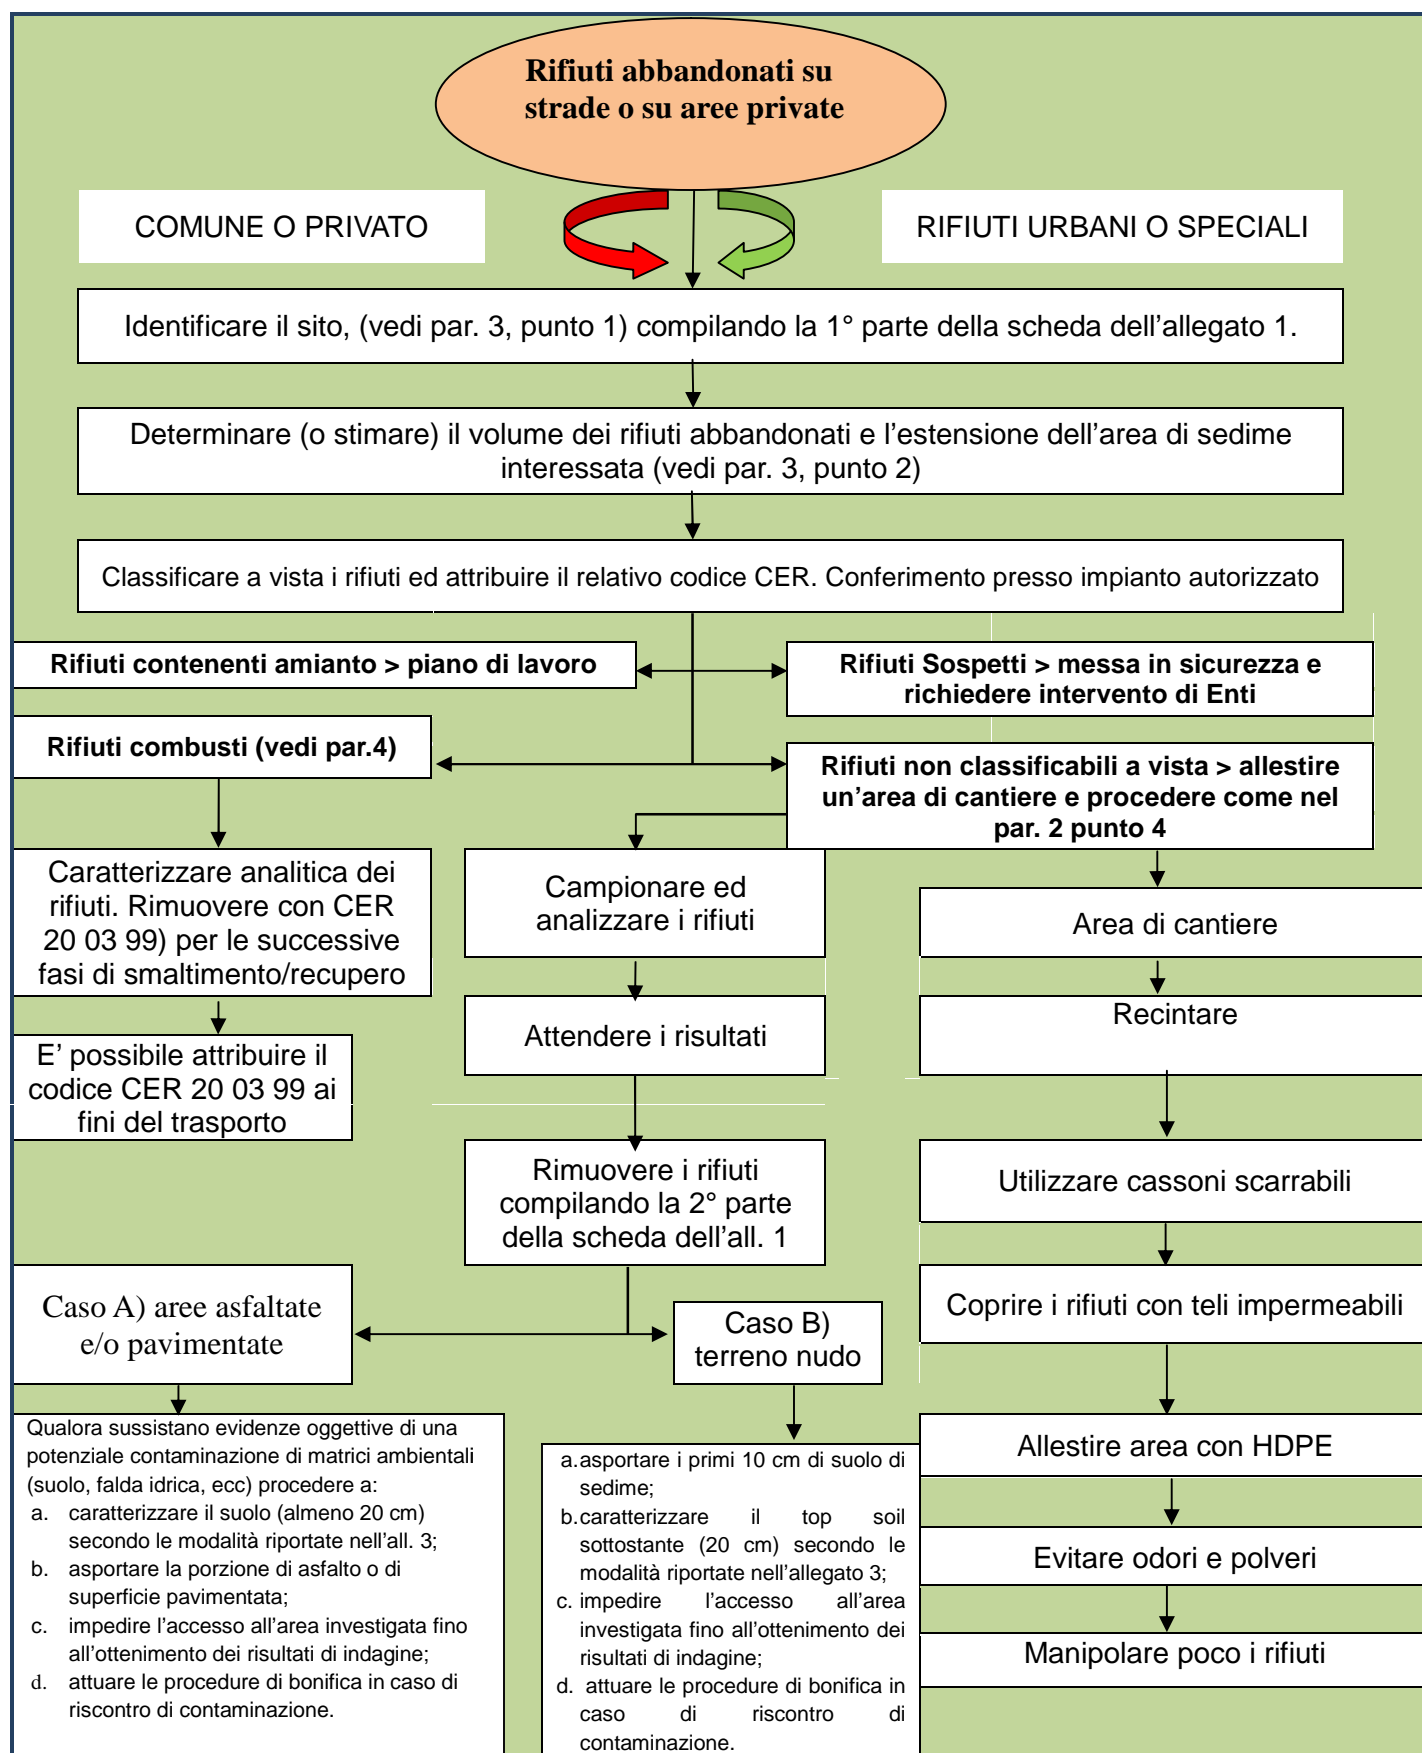 Rifiuti abbandonati su
strade o su aree private
COMUNE O PRIVATO
RIFIUTI URBANI O SPECIALI
Identificare il sito, (vedi par. 3, punto 1) compilando la 1° parte della scheda dell’allegato 1.
Determinare (o stimare) il volume dei rifiuti abbandonati e l’estensione dell’area di sedime
interessata (vedi par. 3, punto 2)
Classificare a vista i rifiuti ed attribuire il relativo codice CER. Conferimento presso impianto autorizzato
Rifiuti contenenti amianto > piano di lavoro
Rifiuti Sospetti > messa in sicurezza e
richiedere intervento di Enti
Rifiuti combusti (vedi par.4)
Rifiuti non classificabili a vista > allestire
un’area di cantiere e procedere come nel
par. 2 punto 4
Caratterizzare analitica dei
rifiuti. Rimuovere con CER
20 03 99) per le successive
fasi di smaltimento/recupero
E’ possibile attribuire il
codice CER 20 03 99 ai
fini del trasporto
Campionare ed
analizzare i rifiuti
Attendere i risultati
Rimuovere i rifiuti
compilando la 2° parte
della scheda dell’all. 1
Area di cantiere
Recintare
Utilizzare cassoni scarrabili
Coprire i rifiuti con teli impermeabili
Allestire area con HDPE
Evitare odori e polveri
Manipolare poco i rifiuti
Caso A) aree asfaltate
e/o pavimentate
Caso B)
terreno nudo
Qualora sussistano evidenze oggettive di una
potenziale contaminazione di matrici ambientali
(suolo, falda idrica, ecc) procedere a:
a. caratterizzare il suolo (almeno 20 cm)
secondo le modalità riportate nell’all. 3;
b. asportare la porzione di asfalto o di
superficie pavimentata;
c. impedire l’accesso all’area investigata fino
all’ottenimento dei risultati di indagine;
d. attuare le procedure di bonifica in caso di
riscontro di contaminazione.
a. asportare i primi 10 cm di suolo di
sedime;
b. caratterizzare il top soil
sottostante (20 cm) secondo le
modalità riportate nell’allegato 3;
c. impedire l’accesso all’area
investigata fino all’ottenimento dei
risultati di indagine;
d. attuare le procedure di bonifica in
caso di riscontro di
contaminazione.